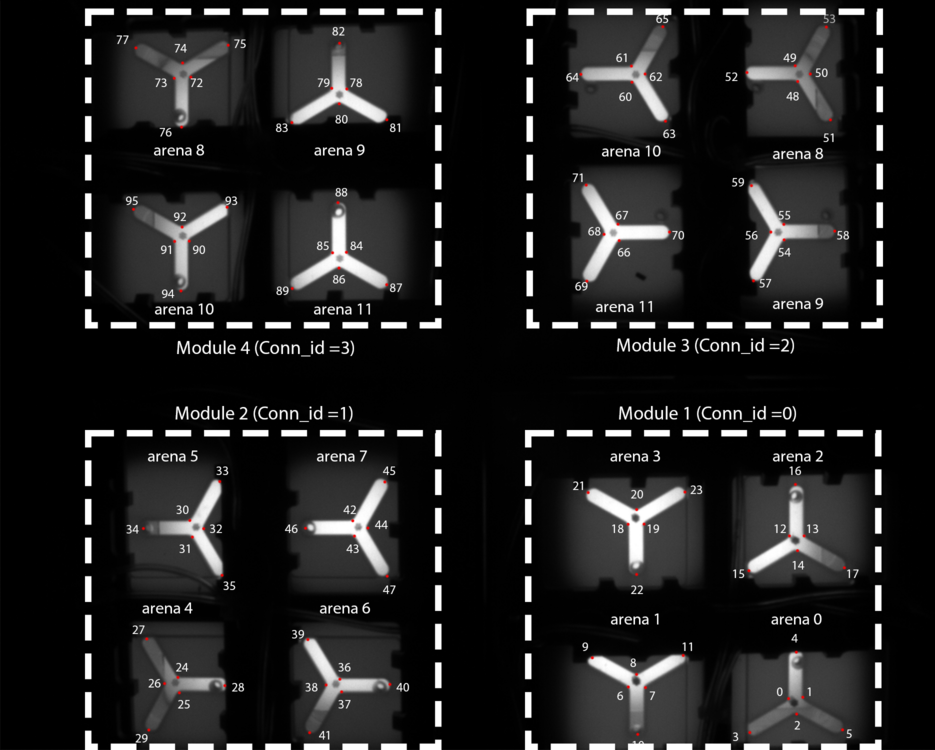 77 74 75 82
73 72 79 78
76 83 80 81
arena 8 arena 9
95 92 93 88
91 90 85 84
94 89 86 87
arena 10 arena 11
Module 4 (Conn_id =3)
65 53
61 49
64 62 52 50
60 48
63 51
arena 10 arena 8
71 59
67 55
68 70 56 58
66 54
69 57
arena 11 arena 9
Module 3 (Conn_id =2)
Module 2 (Conn_id =1)
arena 5 arena 7
33 45
30 42
34 32 46 44
31 43
35 47
arena 4 arena 6
27 39
24 36
26 28 38 40
25 37
29 41
Module 1 (Conn_id =0)
arena 3 arena 2
21 20 23 16
18 19 12 13
22 15 14 17
arena 1 arena 0
9 8 11 4
6 7 0 1
3 2 5